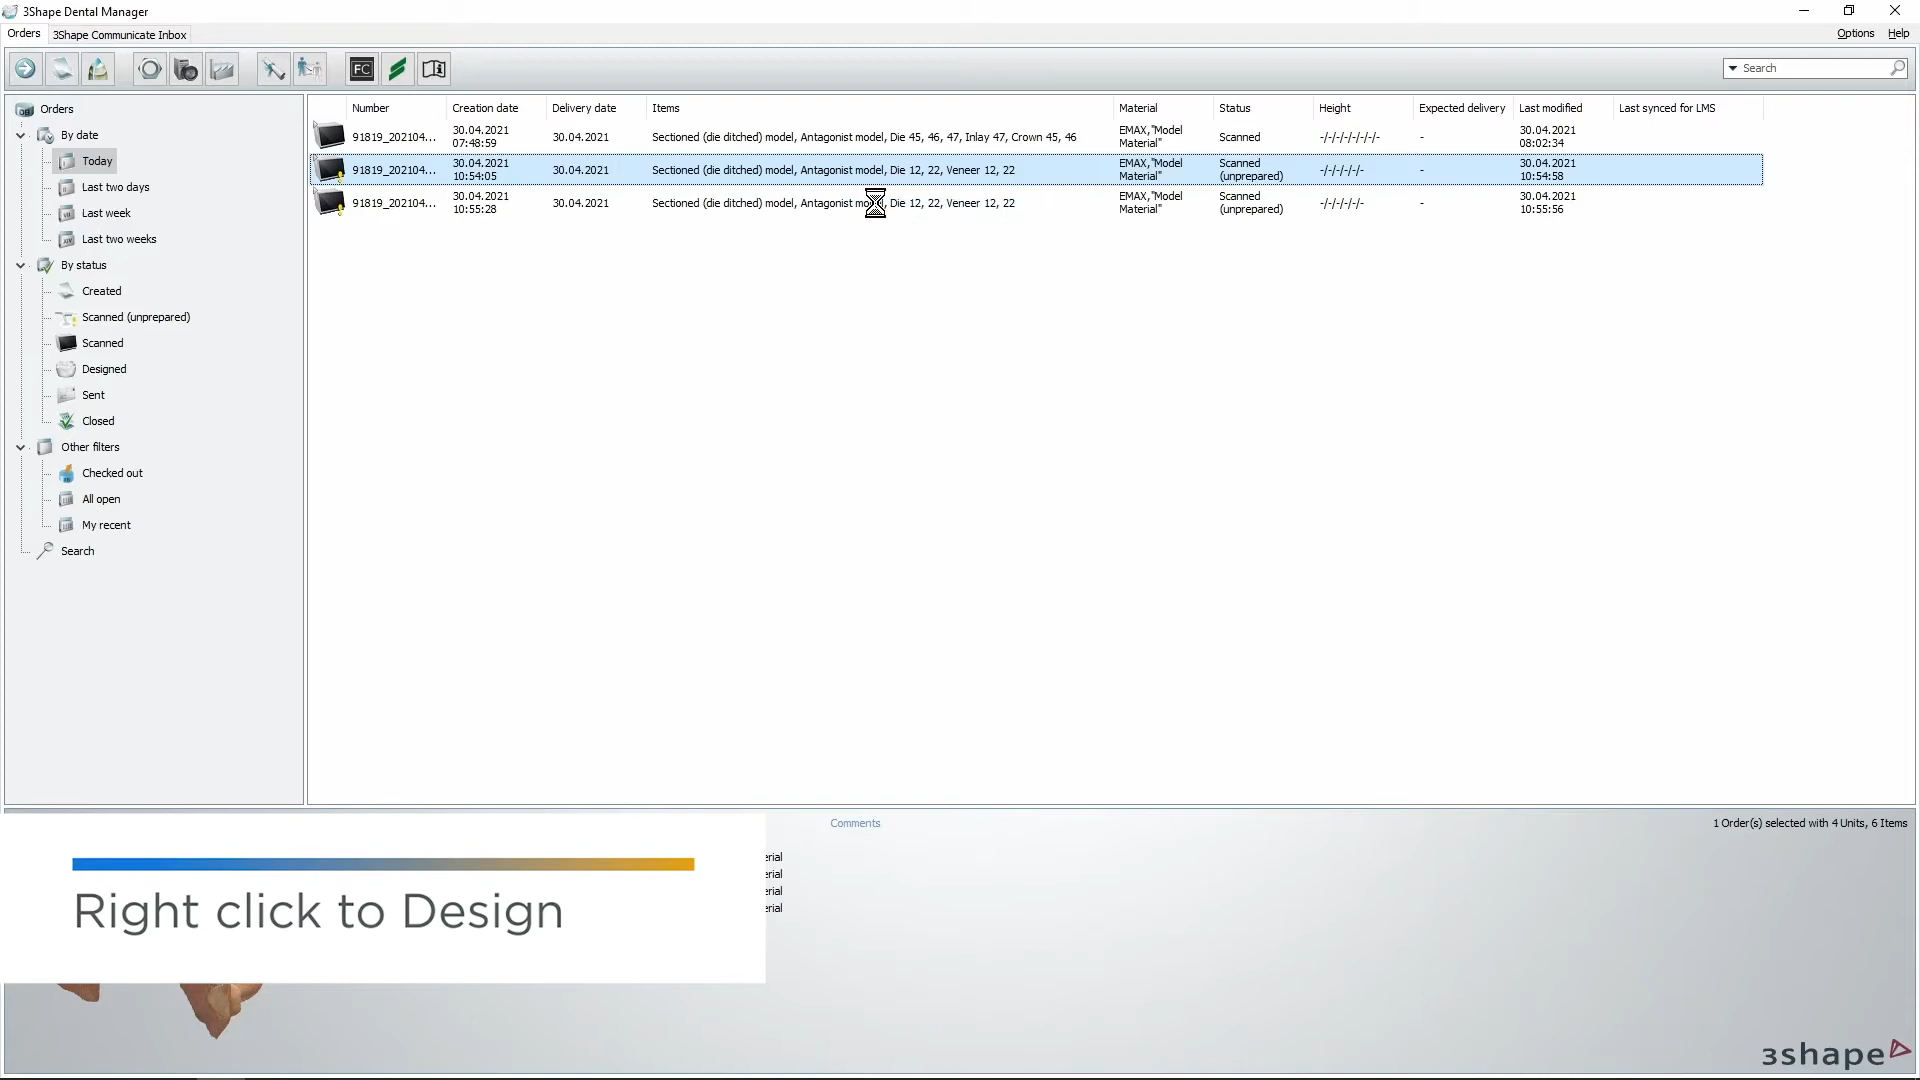 3Shape Dental Manager
Orders
3Shape Communicate Inbox
Options
Help
FC
Search
Orders
By date
Today
Last two days
Last week
Last two weeks
By status
Created
Scanned (unprepared)
Scanned
Designed
Sent
Closed
Other filters
Checked out
All open
My recent
Search
Number Creation date Delivery date Items Material Status Height Expected delivery Last modified Last synced for LMS
91819_202104... 30.04.2021 07:48:59 30.04.2021 Sectioned (die ditched) model, Antagonist model, Die 45, 46, 47, Inlay 47, Crown 45, 46 EMAX,"Model Material" Scanned -/-/-/-/-/-/-/- - 30.04.2021 08:02:34
91819_202104... 30.04.2021 10:54:05 30.04.2021 Sectioned (die ditched) model, Antagonist model, Die 12, 22, Veneer 12, 22 EMAX,"Model Material" Scanned (unprepared) -/-/-/-/-/- - 30.04.2021 10:54:58
91819_202104... 30.04.2021 10:55:28 30.04.2021 Sectioned (die ditched) model, Antagonist model, Die 12, 22, Veneer 12, 22 EMAX,"Model Material" Scanned (unprepared) -/-/-/-/-/- - 30.04.2021 10:55:56
Comments
1 Order(s) selected with 4 Units, 6 Items
erial
erial
erial
erial
Right click to Design
3shape